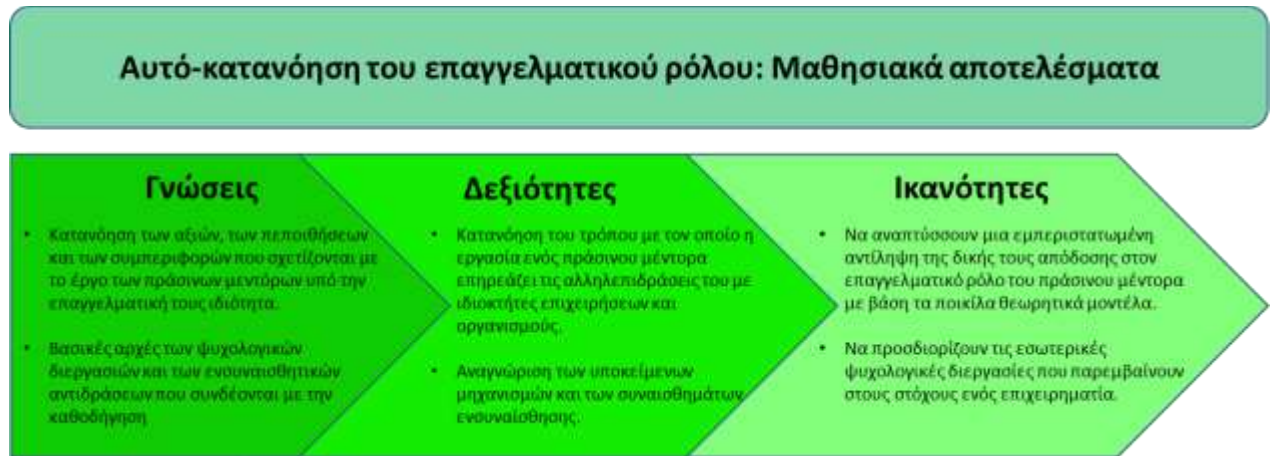 Αυτό-κατανόηση του επαγγελματικού ρόλου: Μαθησιακά αποτελέσματα
Γνώσεις
• Κατανόηση των αξιών, των πεποιθήσεων
και των συμπεριφορών που σχετίζονται με
το έργο των πράσινων μεντόρων υπό την
επαγγελματική τους ιδιότητα.
• Βασικές αρχές των ψυχολογικών
διεργασιών και των ενσυναισθητικών
αντιδράσεων που συνδέονται με την
καθοδήγηση
Δεξιότητες
• Κατανόηση του τρόπου με τον οποίο η
εργασία ενός πράσινου μέντορα
επηρεάζει τις αλληλεπιδράσεις του με
ιδιοκτήτες επιχειρήσεων και
οργανισμούς.
• Αναγνώριση των υποκείμενων
μηχανισμών και των συναισθημάτων
ενσυναίσθησης.
Ικανότητες
• Να αναπτύσσουν μια εμπεριστατωμένη
αντίληψη της δικής τους απόδοσης στον
επαγγελματικό ρόλο του πράσινου μέντορα
με βάση τα ποικίλα θεωρητικά μοντέλα.
• Να προσδιορίζουν τις εσωτερικές
ψυχολογικές διεργασίες που παρεμβαίνουν
στους στόχους ενός επιχειρηματία.